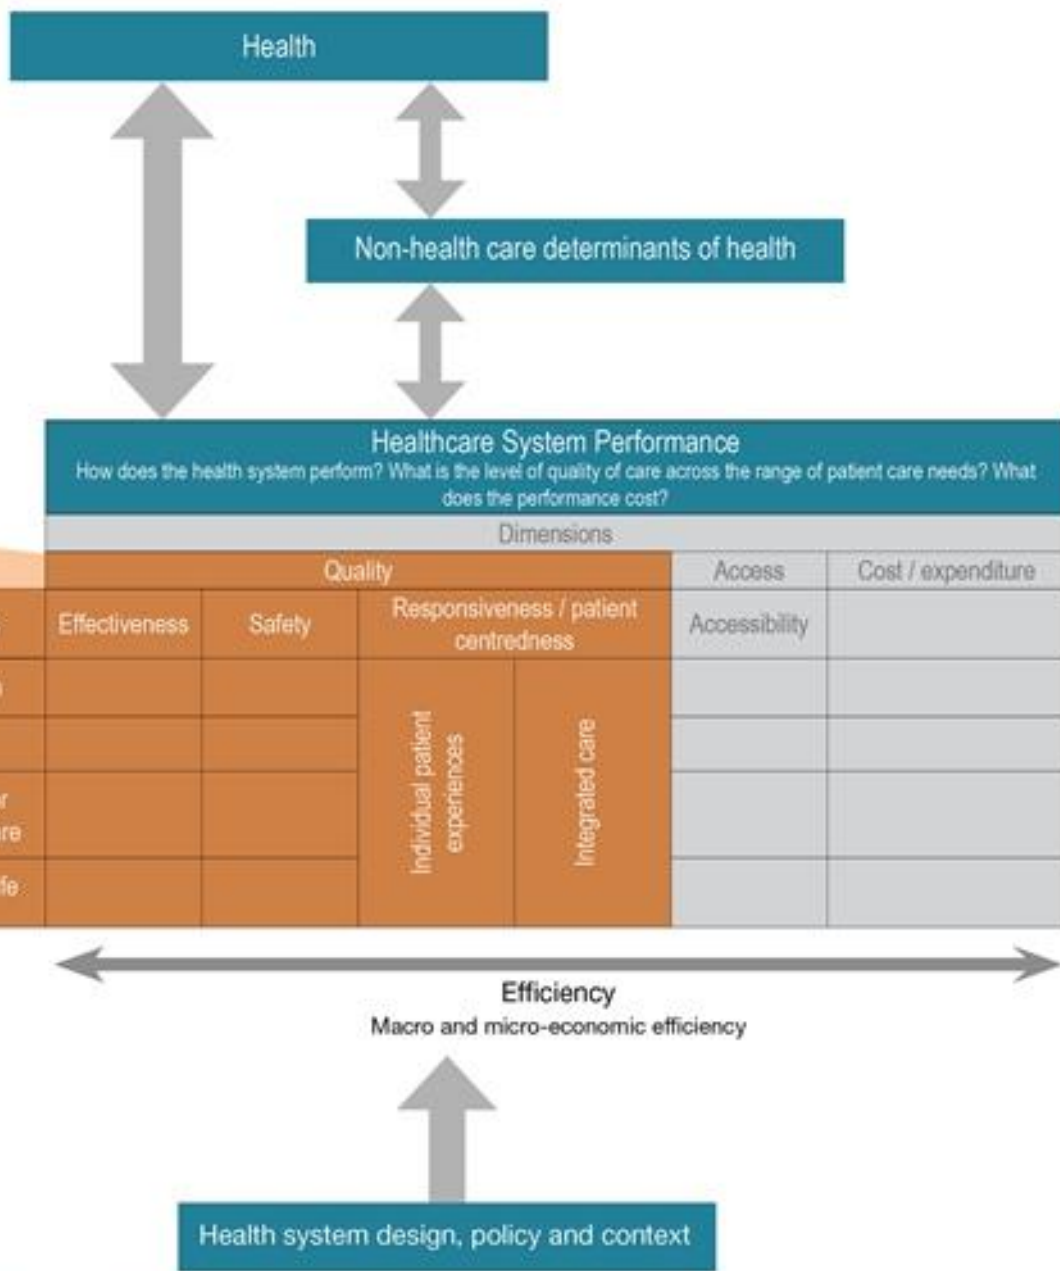 Health
Non-health care determinants of health
Healthcare System Performance
How does the health system perform? What is the level of quality of care across the range of patient care needs? What
does the performance cost?
Dimensions
Quality
Access
Cost / expenditure
Effectiveness
Safety
Responsiveness / patient
centredness
Accessibility
Individual patient
experiences
Integrated care
Efficiency
Macro and micro-economic efficiency
Health system design, policy and context